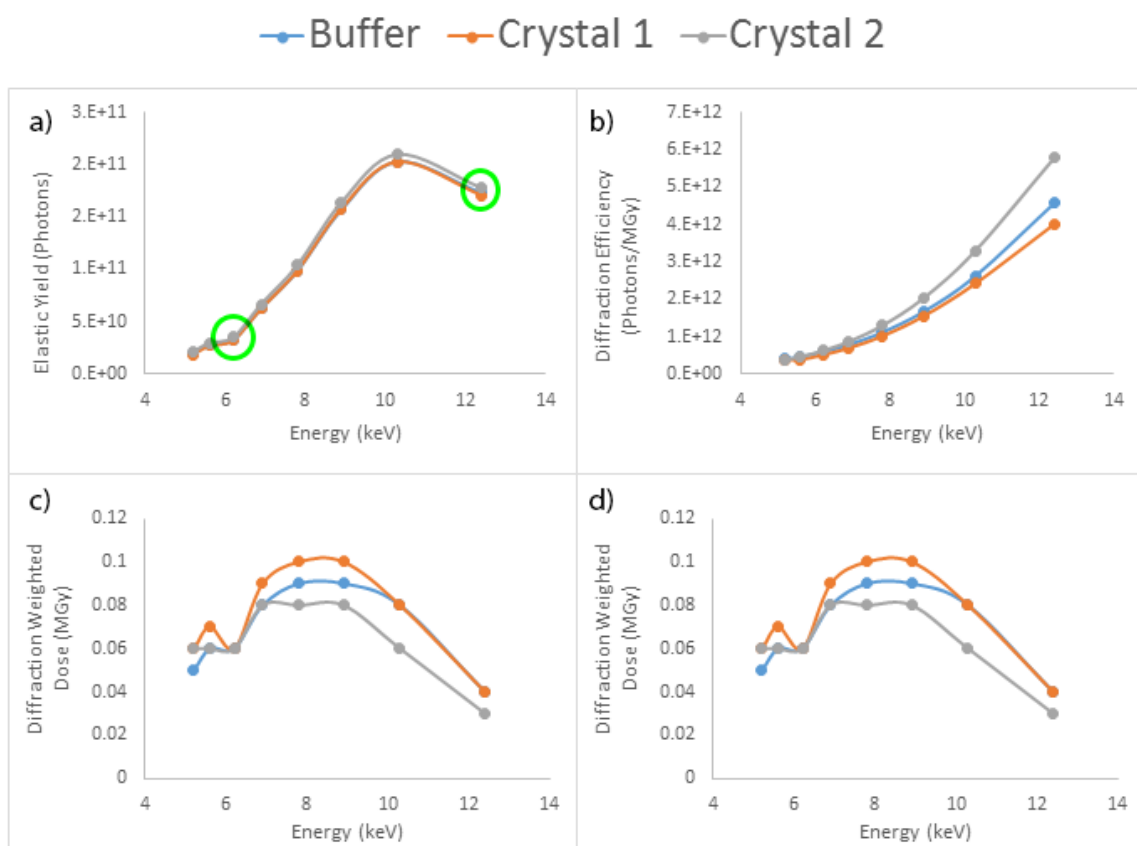 Buffer Crystal 1 Crystal 2
a)
Elastic Yield (Photons)
3.E+11
2.E+11
2.E+11
1.E+11
5.E+10
0.E+00
4 6 8 10 12 14
Energy (keV)
b)
Diffraction Efficiency
(Photons/MGy)
7.E+12
6.E+12
5.E+12
4.E+12
3.E+12
2.E+12
1.E+12
0.E+00
4 6 8 10 12 14
Energy (keV)
c)
Diffraction Weighted
Dose (MGy)
0.12
0.1
0.08
0.06
0.04
0.02
0
4 6 8 10 12 14
Energy (keV)
d)
Diffraction Weighted
Dose (MGy)
0.12
0.1
0.08
0.06
0.04
0.02
0
4 6 8 10 12 14
Energy (keV)